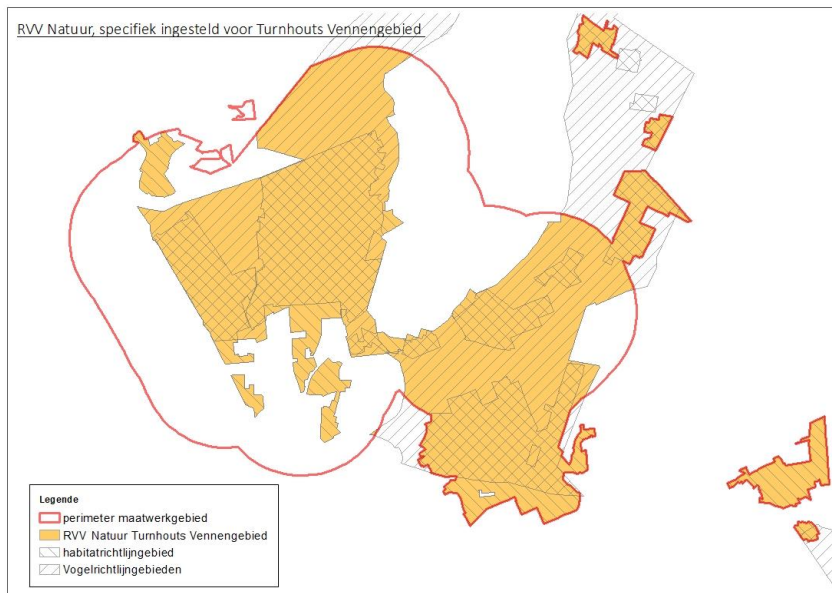 RVV Natuur, specifiek ingesteld voor Turnhouts Vennengebied
Legende
perimeter maatwerkgebied
RVV Natuur Turnhouts Vennengebied
habitatrichtlijngebied
Vogelrichtlijngebieden